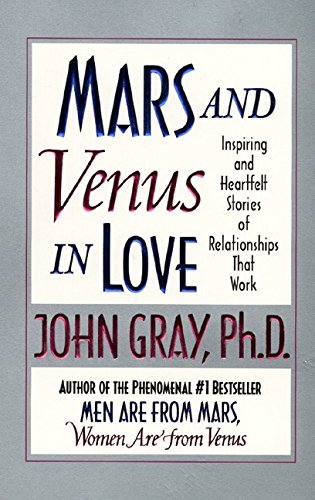 MARS AND
Venus
IN LOVE
Inspiring
and
Heartfelt
Stories
of
Relationships
That
Work
JOHN GRAY, Ph.D.
AUTHOR OF THE PHENOMENAL #1 BESTSELLER
MEN ARE FROM MARS,
Women Are from Venus